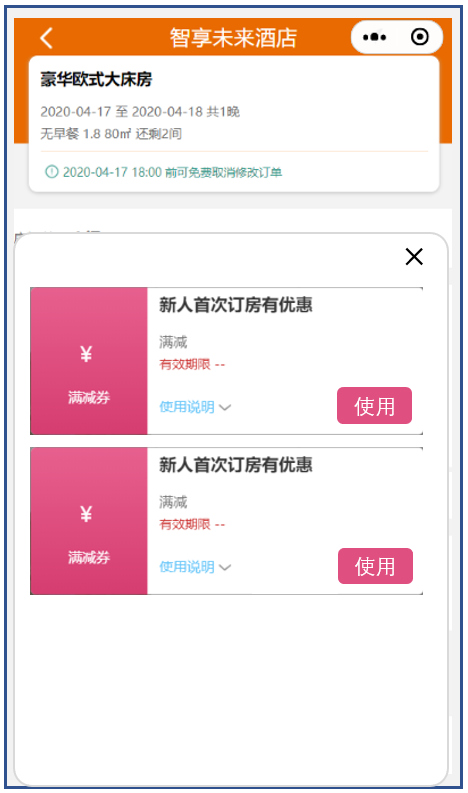 智享未来酒店
豪华欧式大床房
2020-04-17 至 2020-04-18 共1晚
无早餐 1.8 80㎡ 还剩2间
2020-04-17 18:00 前可免费取消修改订单
新人首次订房有优惠
¥
满减
有效期限 --
满减券
使用说明
使用
新人首次订房有优惠
¥
满减
有效期限 --
满减券
使用说明
使用